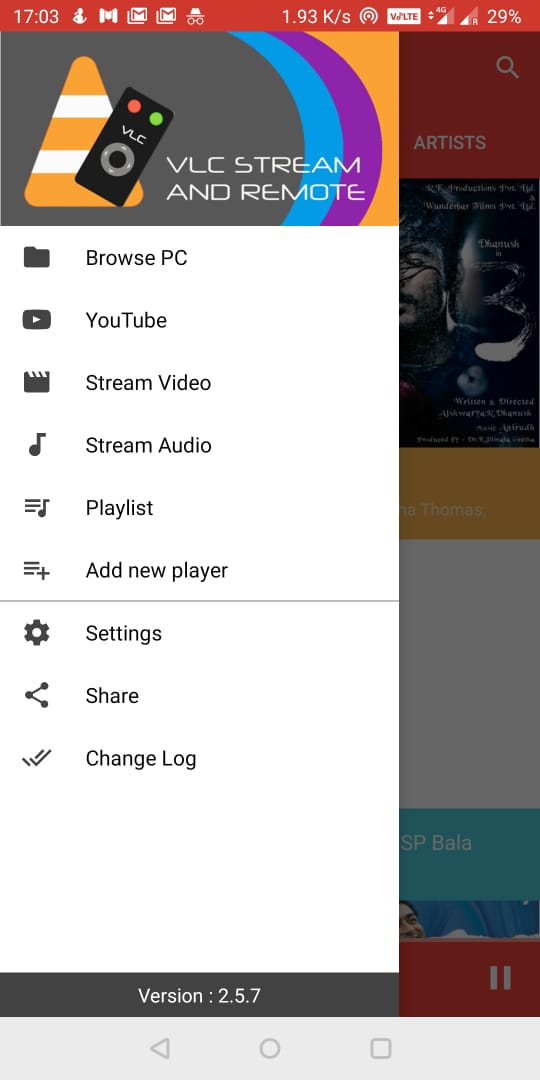 17:03
1.93 K/s
VoLTE
4G
R
29%
VLC
VLC STREAM
AND REMOTE
ARTISTS
R.K. Productions Pvt. Ltd.
&
Wunderbar Films Pvt. Ltd.
Dhanush
in
3
Written & Directed
Aishwarya.R.Dhanush
Music Anirudh
Produced By - Dr.K.Vimala Geetha
Browse PC
YouTube
Stream Video
Stream Audio
Playlist
na Thomas,
Add new player
Settings
Share
Change Log
SP Bala
Version : 2.5.7